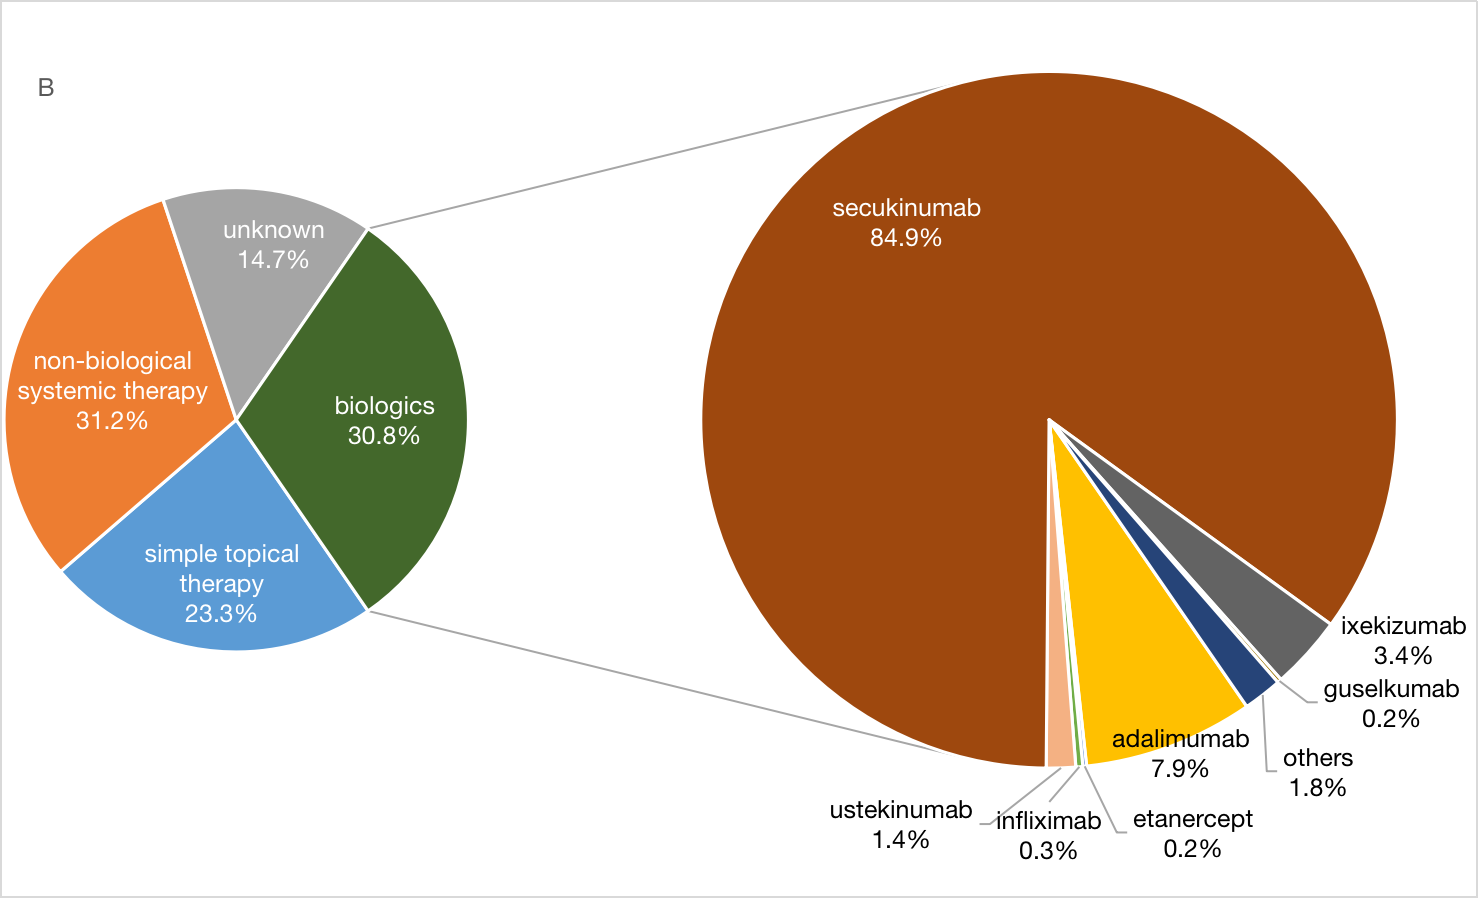 B
unknown
14.7%
non-biological
systemic therapy
31.2%
biologics
30.8%
simple topical
therapy
23.3%
secukinumab
84.9%
ixekizumab
3.4%
guselkumab
0.2%
others
1.8%
adalimumab
7.9%
etanercept
0.2%
infliximab
0.3%
ustekinumab
1.4%